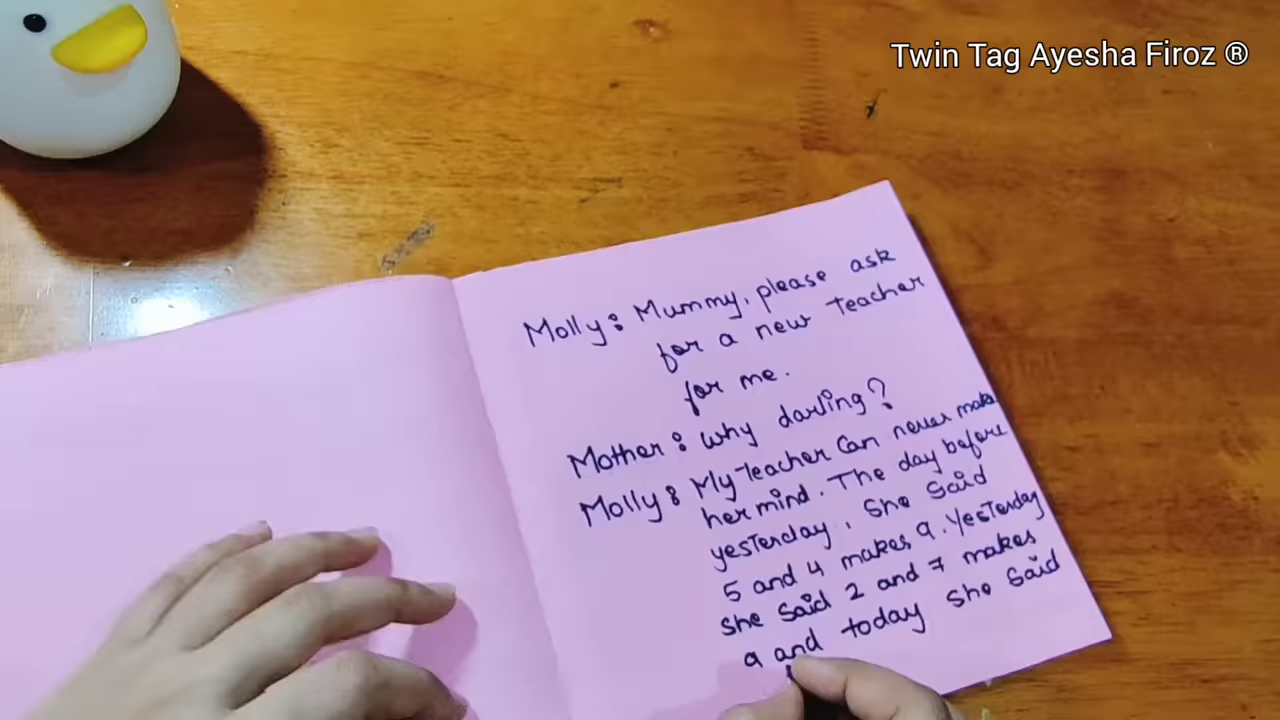 Twin Tag Ayesha Firoz ®
Molly: Mummy, please ask
for a new Teacher
for me.
Mother: why darling?
Molly: My Teacher Can never make
her mind. The day before
yesterday, She Said
5 and 4 makes 9. Yesterday
She Said 2 and 7 makes
9 and today She Said